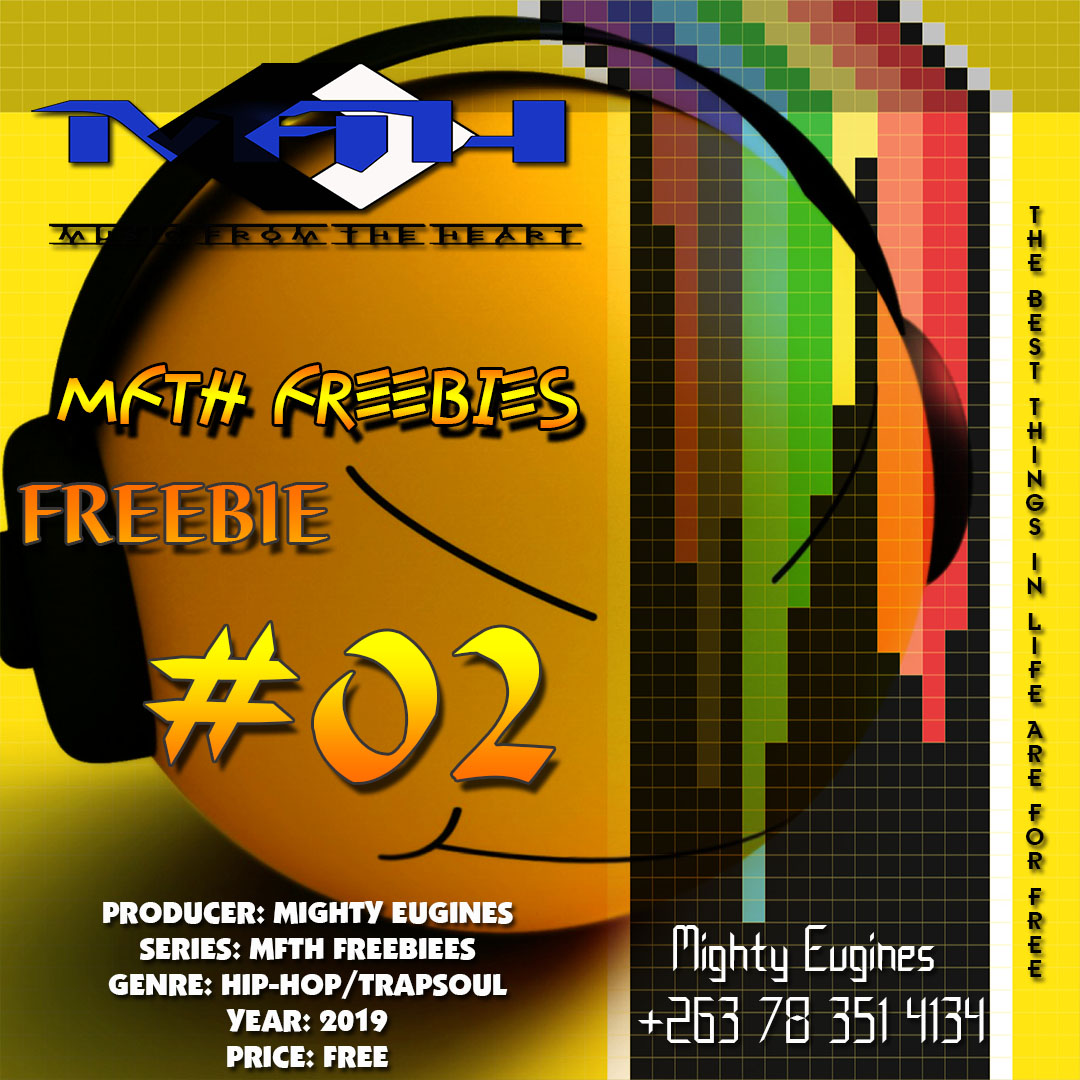 MFTH
MUSIC FROM THE HEART
MFTH FREEBIES
FREEBIE
#02
PRODUCER: MIGHTY EUGINES
SERIES: MFTH FREEBIEES
GENRE: HIP-HOP/TRAPSOUL
YEAR: 2019
PRICE: FREE
Mighty Eugines
+263 78 351 4134
THE BEST THINGS IN LIFE ARE FOR FREE